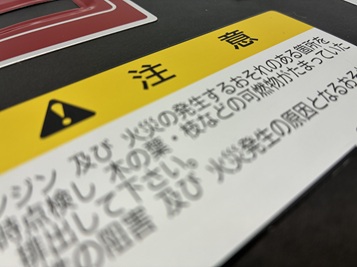 注意
ンジン 及び 火災の発生するおそれのある箇所を
時点検し 木の葉・枝などの可燃物がたまっていた
排出して下さい。
の阻害 及び 火災発生の原因となるおそ